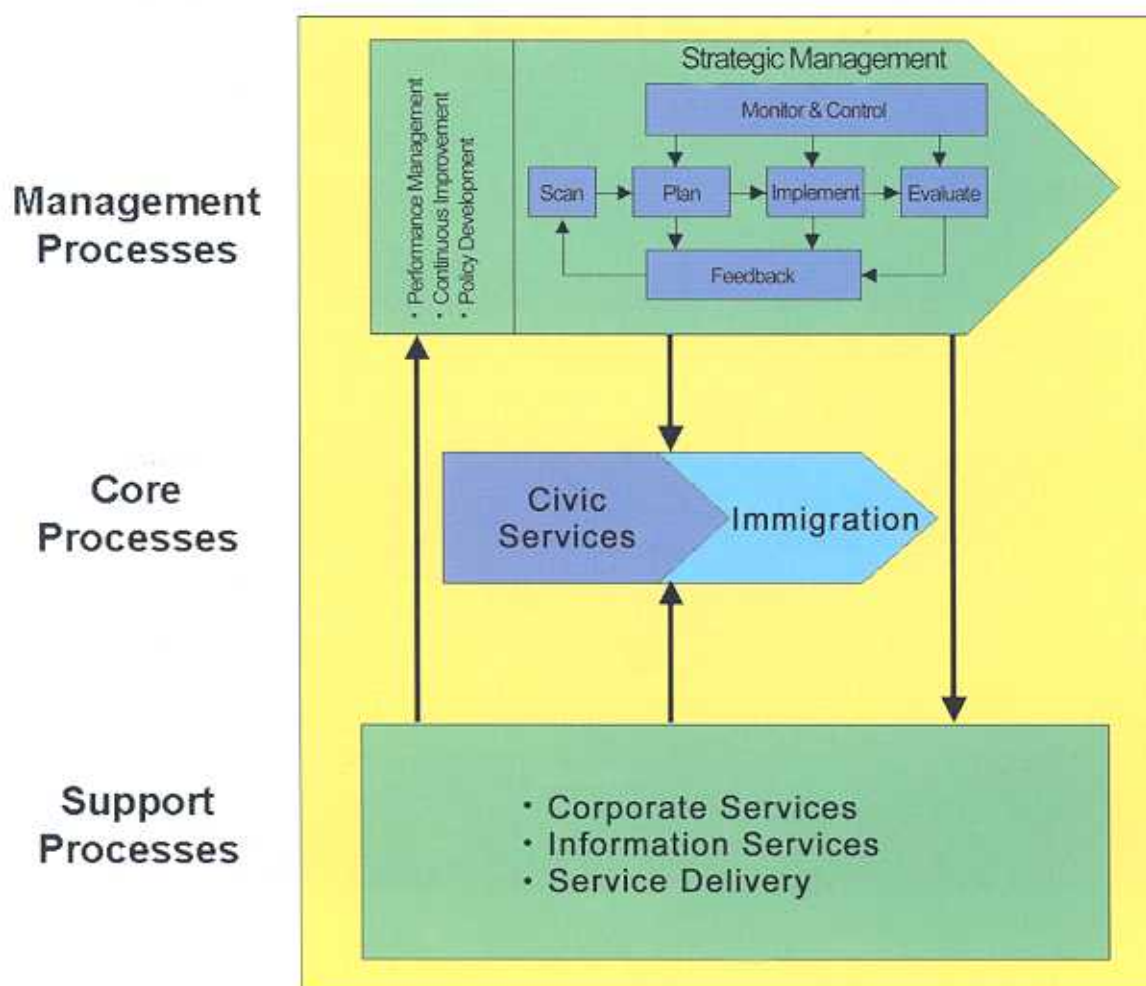 Management
Processes
· Performance Management
· Continuous Improvement
· Policy Development
Strategic Management
Monitor & Control
Scan
Plan
Implement
Evaluate
Feedback
Core
Processes
Civic
Services
Immigration
Support
Processes
· Corporate Services
· Information Services
· Service Delivery